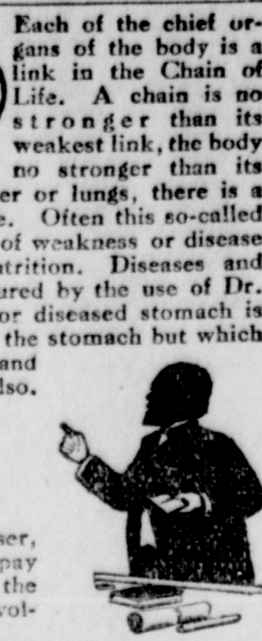 Each of the chief or-
gans of the body is a
link in the Chain of
Life. A chain is no
stronger than its
weakest link, the body
no stronger than its
er or lungs, there is a
e. Often this so-called
of weakness or disease
utrition. Diseases and
ured by the use of Dr.
or diseased stomach is
the stomach but which
and
lso.
ser,
pay
the
vol-